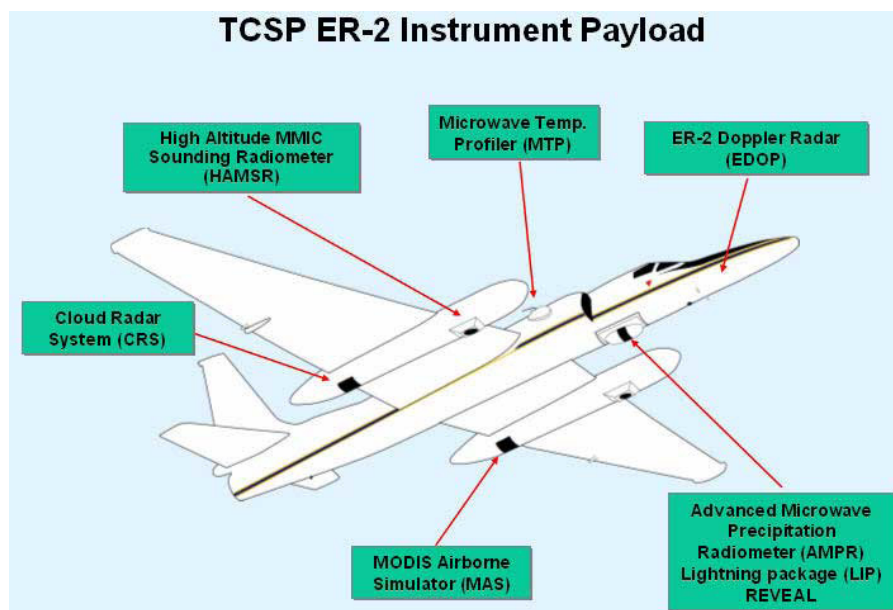 TCSP ER-2 Instrument Payload
High Altitude MMIC
Sounding Radiometer
(HAMSR)
Microwave Temp.
Profiler (MTP)
ER-2 Doppler Radar
(EDOP)
Cloud Radar
System (CRS)
MODIS Airborne
Simulator (MAS)
Advanced Microwave
Precipitation
Radiometer (AMPR)
Lightning package (LIP)
REVEAL